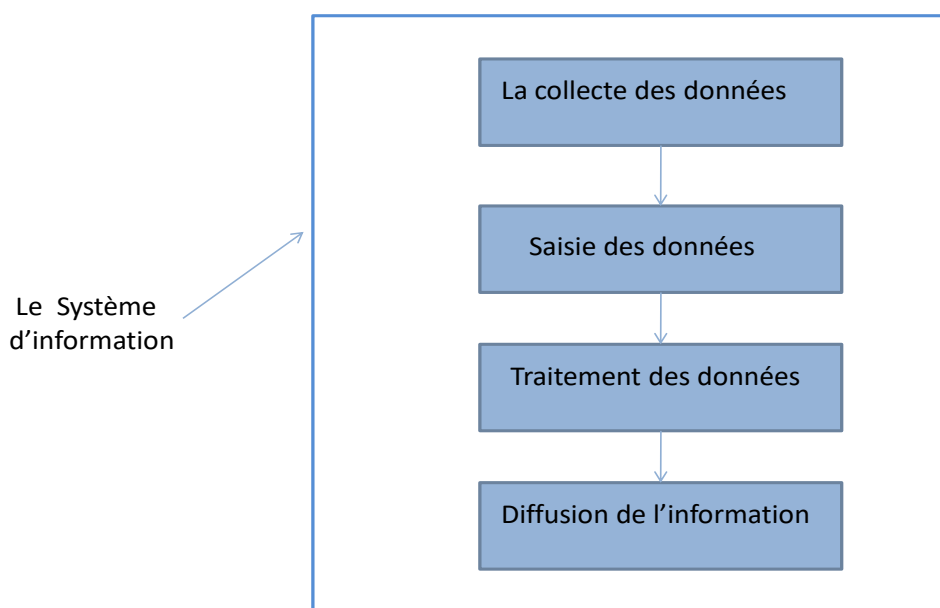 La collecte des données
Saisie des données
Le Système
d’information
Traitement des données
Diffusion de l’information